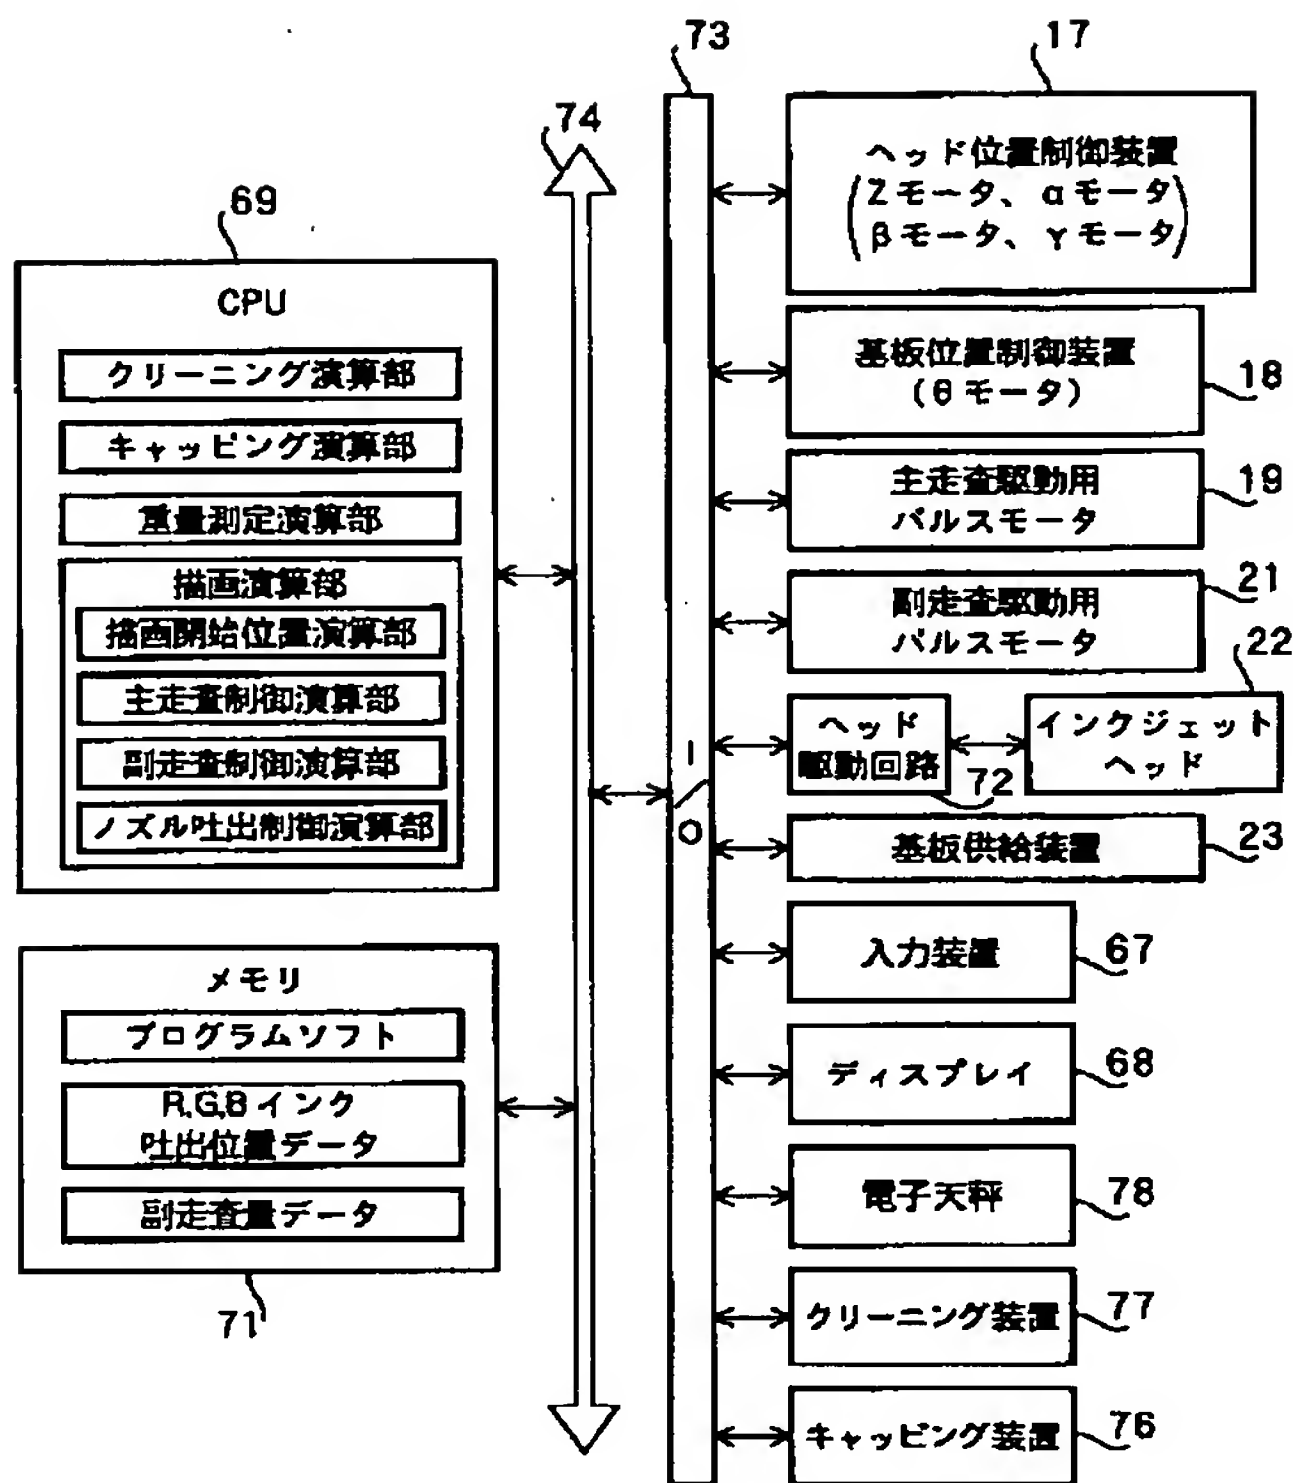 73
17
74
ヘッド位置制御装置
(Zモータ、αモータ
βモータ、γモータ)
69
CPU
クリーニング演算部
キャッピング演算部
重量測定演算部
描画演算部
描画開始位置演算部
主走査制御演算部
副走査制御演算部
ノズル吐出制御演算部
基板位置制御装置
(θモータ)
18
主走査駆動用
パルスモータ
19
副走査駆動用
パルスモータ
21
22
ヘッド
駆動回路
72
インクジェット
ヘッド
I/O
基板供給装置
23
入力装置
67
メモリ
プログラムソフト
R,G,Bインク
吐出位置データ
副走査量データ
71
ディスプレイ
68
電子天秤
78
クリーニング装置
77
キャッピング装置
76